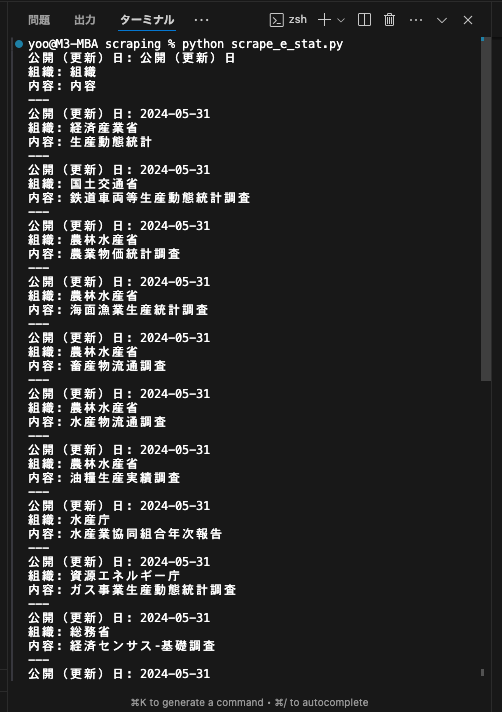 問題 出力 ターミナル ··· zsh
yoo@M3-MBA scraping % python scrape_e_stat.py
公開（更新）日: 公開（更新）日
組織: 組織
内容: 内容
---
公開（更新）日: 2024-05-31
組織: 経済産業省
内容: 生産動態統計
---
公開（更新）日: 2024-05-31
組織: 国土交通省
内容: 鉄道車両等生産動態統計調査
---
公開（更新）日: 2024-05-31
組織: 農林水産省
内容: 農業物価統計調査
---
公開（更新）日: 2024-05-31
組織: 農林水産省
内容: 海面漁業生産統計調査
---
公開（更新）日: 2024-05-31
組織: 農林水産省
内容: 畜産物流通調査
---
公開（更新）日: 2024-05-31
組織: 農林水産省
内容: 水産物流通調査
---
公開（更新）日: 2024-05-31
組織: 農林水産省
内容: 油糧生産実績調査
---
公開（更新）日: 2024-05-31
組織: 水産庁
内容: 水産業協同組合年次報告
---
公開（更新）日: 2024-05-31
組織: 資源エネルギー庁
内容: ガス事業生産動態統計調査
---
公開（更新）日: 2024-05-31
組織: 総務省
内容: 経済センサス‐基礎調査
---
公開（更新）日: 2024-05-31
⌘K to generate a command • ⌘/ to autocomplete